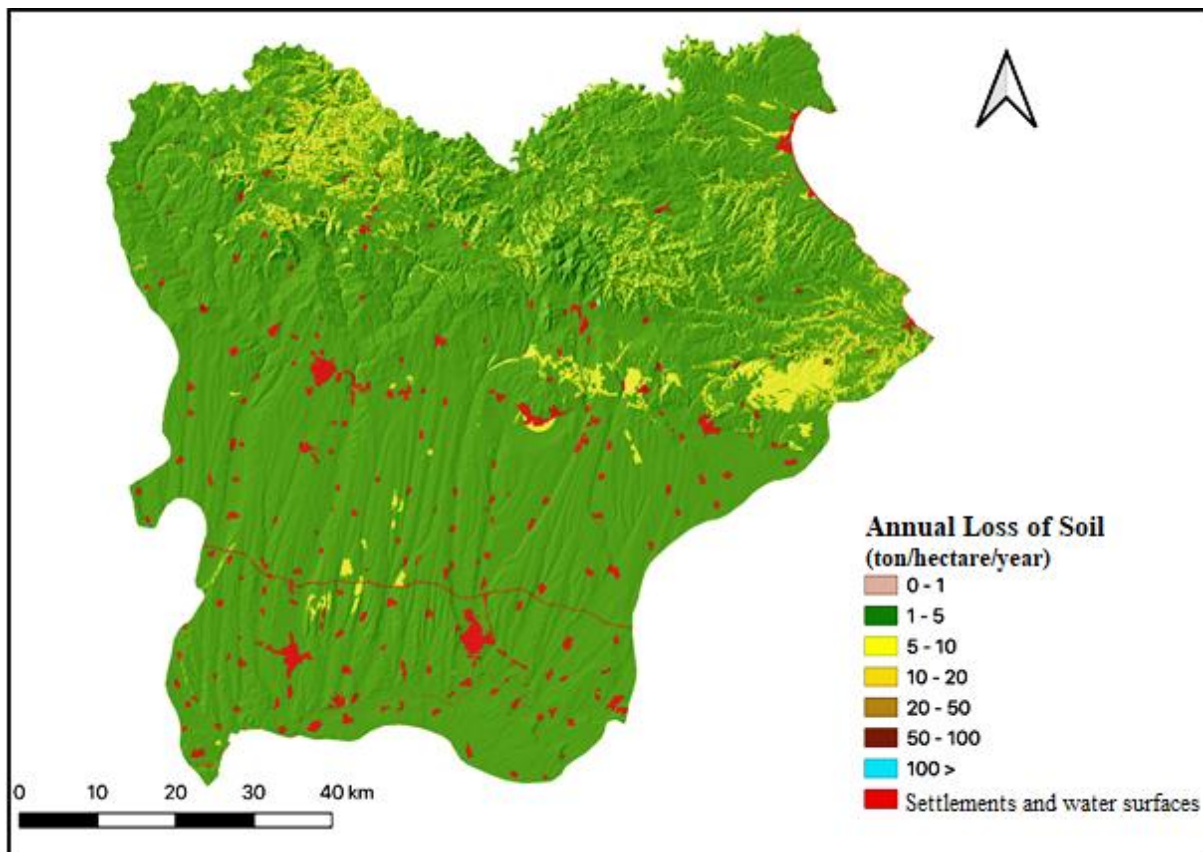 Annual Loss of Soil
(ton/hectare/year)
0 - 1
1 - 5
5 - 10
10 - 20
20 - 50
50 - 100
100 >
Settlements and water surfaces
0 10 20 30 40 km